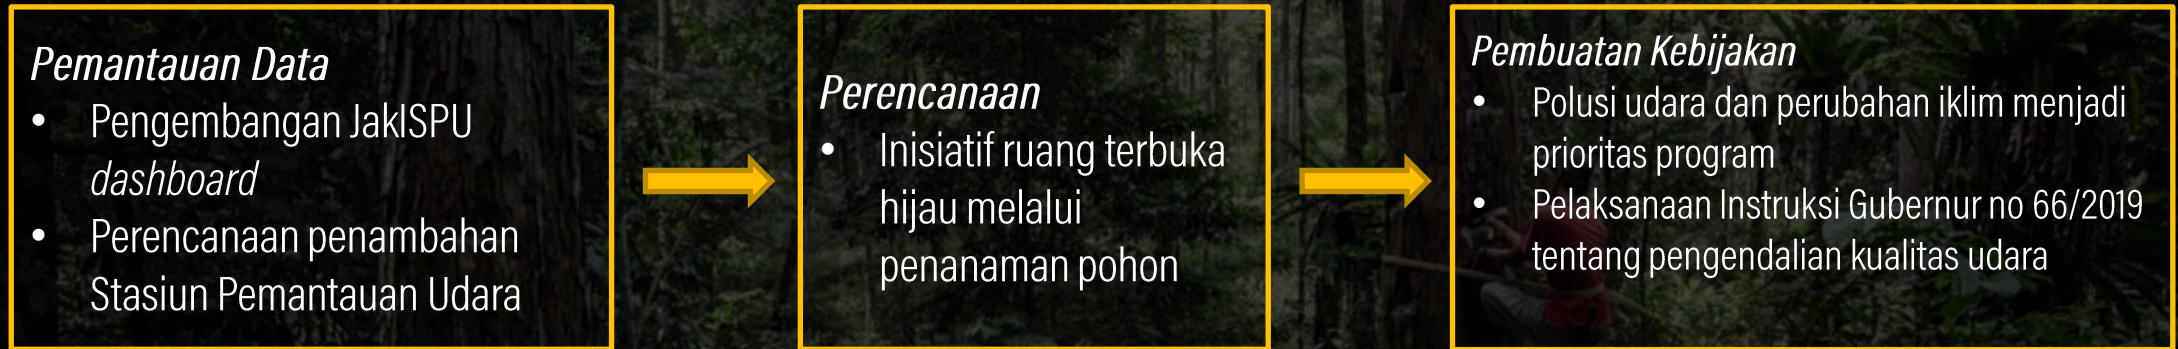 Pemantauan Data
• Pengembangan JakISPU
dashboard
• Perencanaan penambahan
Stasiun Pemantauan Udara
Perencanaan
• Inisiatif ruang terbuka
hijau melalui
penanaman pohon
Pembuatan Kebijakan
• Polusi udara dan perubahan iklim menjadi
prioritas program
• Pelaksanaan Instruksi Gubernur no 66/2019
tentang pengendalian kualitas udara